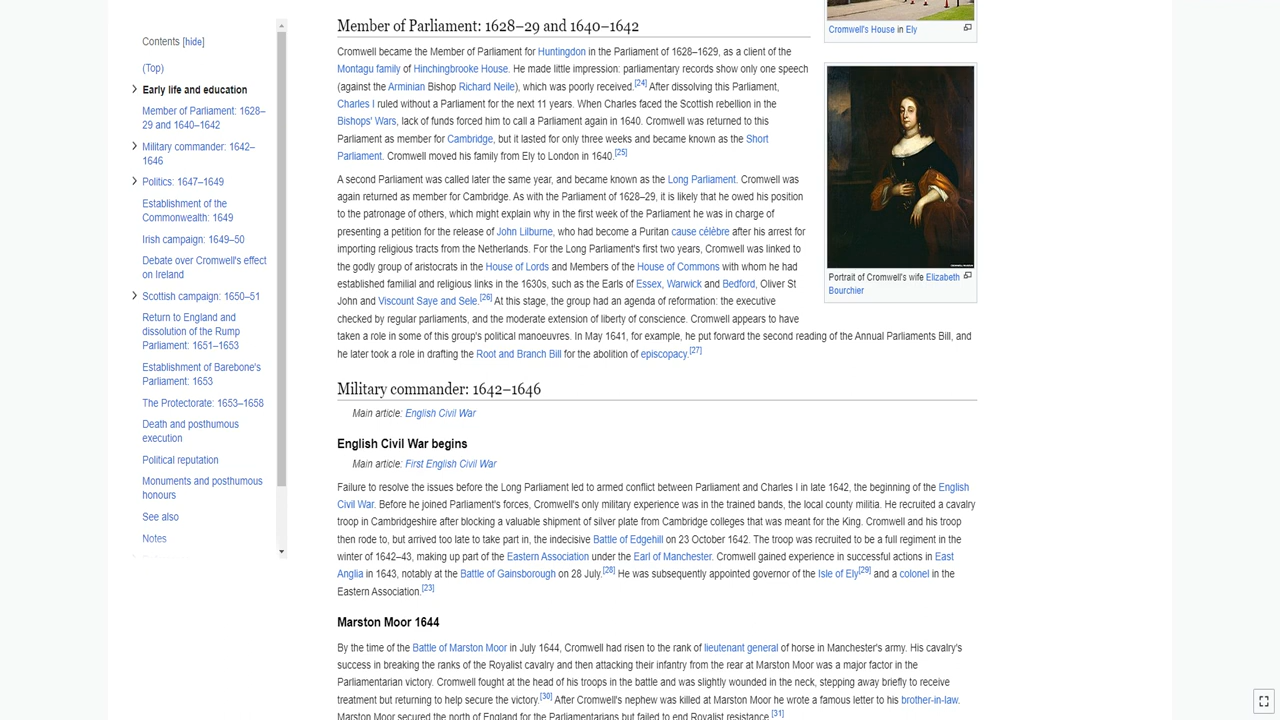 Contents [hide]
(Top)
Early life and education
Member of Parliament: 1628–
29 and 1640–1642
Military commander: 1642–
1646
Politics: 1647–1649
Establishment of the
Commonwealth: 1649
Irish campaign: 1649–50
Debate over Cromwell's effect
on Ireland
Scottish campaign: 1650–51
Return to England and
dissolution of the Rump
Parliament: 1651–1653
Establishment of Barebone's
Parliament: 1653
The Protectorate: 1653–1658
Death and posthumous
execution
Political reputation
Monuments and posthumous
honours
See also
Notes
Member of Parliament: 1628–29 and 1640–1642
Cromwell became the Member of Parliament for Huntingdon in the Parliament of 1628–1629, as a client of the
Montagu family of Hinchingbrooke House. He made little impression: parliamentary records show only one speech
(against the Arminian Bishop Richard Neile), which was poorly received.[24] After dissolving this Parliament,
Charles I ruled without a Parliament for the next 11 years. When Charles faced the Scottish rebellion in the
Bishops' Wars, lack of funds forced him to call a Parliament again in 1640. Cromwell was returned to this
Parliament as member for Cambridge, but it lasted for only three weeks and became known as the Short
Parliament. Cromwell moved his family from Ely to London in 1640.[25]
A second Parliament was called later the same year, and became known as the Long Parliament. Cromwell was
again returned as member for Cambridge. As with the Parliament of 1628–29, it is likely that he owed his position
to the patronage of others, which might explain why in the first week of the Parliament he was in charge of
presenting a petition for the release of John Lilburne, who had become a Puritan cause célèbre after his arrest for
importing religious tracts from the Netherlands. For the Long Parliament's first two years, Cromwell was linked to
the godly group of aristocrats in the House of Lords and Members of the House of Commons with whom he had
established familial and religious links in the 1630s, such as the Earls of Essex, Warwick and Bedford, Oliver St
John and Viscount Saye and Sele.[26] At this stage, the group had an agenda of reformation: the executive
checked by regular parliaments, and the moderate extension of liberty of conscience. Cromwell appears to have
taken a role in some of this group's political manoeuvres. In May 1641, for example, he put forward the second reading of the Annual Parliaments Bill, and
he later took a role in drafting the Root and Branch Bill for the abolition of episcopacy.[27]
Cromwell's House in Ely
Portrait of Cromwell's wife Elizabeth
Bourchier
Military commander: 1642–1646
Main article: English Civil War
English Civil War begins
Main article: First English Civil War
Failure to resolve the issues before the Long Parliament led to armed conflict between Parliament and Charles I in late 1642, the beginning of the English
Civil War. Before he joined Parliament's forces, Cromwell's only military experience was in the trained bands, the local county militia. He recruited a cavalry
troop in Cambridgeshire after blocking a valuable shipment of silver plate from Cambridge colleges that was meant for the King. Cromwell and his troop
then rode to, but arrived too late to take part in, the indecisive Battle of Edgehill on 23 October 1642. The troop was recruited to be a full regiment in the
winter of 1642–43, making up part of the Eastern Association under the Earl of Manchester. Cromwell gained experience in successful actions in East
Anglia in 1643, notably at the Battle of Gainsborough on 28 July.[28] He was subsequently appointed governor of the Isle of Ely[29] and a colonel in the
Eastern Association.[23]
Marston Moor 1644
By the time of the Battle of Marston Moor in July 1644, Cromwell had risen to the rank of lieutenant general of horse in Manchester's army. His cavalry's
success in breaking the ranks of the Royalist cavalry and then attacking their infantry from the rear at Marston Moor was a major factor in the
Parliamentarian victory. Cromwell fought at the head of his troops in the battle and was slightly wounded in the neck, stepping away briefly to receive
treatment but returning to help secure the victory.[30] After Cromwell's nephew was killed at Marston Moor he wrote a famous letter to his brother-in-law.
Marston Moor secured the north of England for the Parliamentarians but failed to end Royalist resistance.[31]